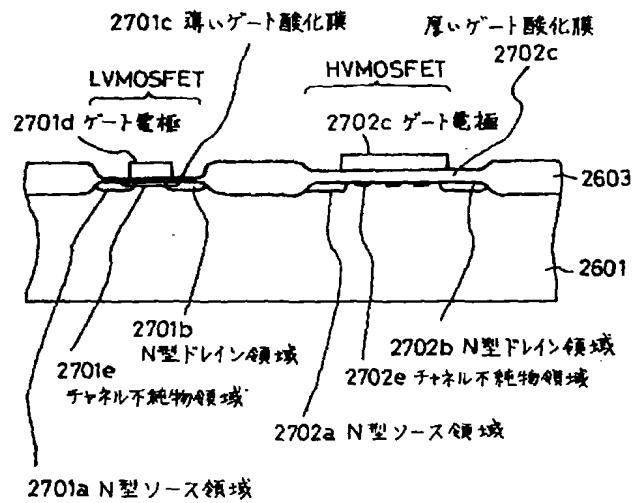 2701c 薄いゲート酸化膜
厚いゲート酸化膜
2702c
LVMOSFET
HVMOSFET
2701d ゲート電極
2702c ゲート電極
2603
2601
2701b
N型ドレイン領域
2701e
チャネル不純物領域
2702b N型ドレイン領域
2702e チャネル不純物領域
2702a N型ソース領域
2701a N型ソース領域